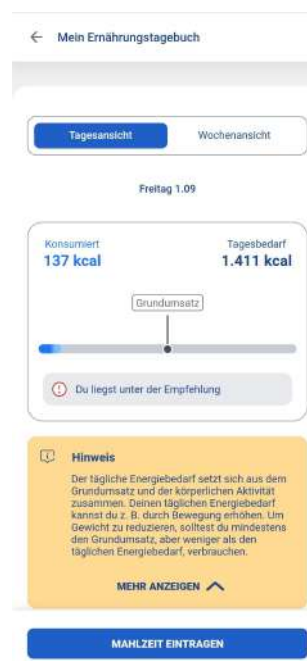 Mein Ernährungstagebuch
Tagesansicht Wochenansicht
Freitag 1.09
Konsumiert Tagesbedarf
137 kcal 1.411 kcal
Grundumsatz
Du liegst unter der Empfehlung
Hinweis
Der tägliche Energiebedarf setzt sich aus dem
Grundumsatz und der körperlichen Aktivität
zusammen. Deinen täglichen Energiebedarf
kannst du z. B. durch Bewegung erhöhen. Um
Gewicht zu reduzieren, solltest du mindestens
den Grundumsatz, aber weniger als den
täglichen Energiebedarf, verbrauchen.
MEHR ANZEIGEN
MAHLZEIT EINTRAGEN